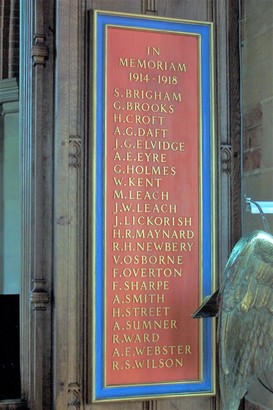 IN
MEMORIAM
1914-1918
S. BRIGHAM
G. BROOKS
H. CROFT
A. G. DAFT
J. G. ELVIDGE
A. E. EYRE
G. HOLMES
W. KENT
M. LEACH
J. W. LEACH
J. LICKORISH
H. R. MAYNARD
R. H. NEWBERY
V. OSBORNE
F. OVERTON
F. SHARPE
A. SMITH
H. STREET
A. SUMNER
R. WARD
A. E. WEBSTER
R. S. WILSON